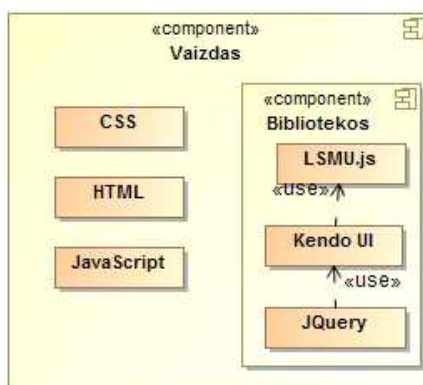 «component»
Vaizdas
CSS
HTML
JavaScript
«component»
Bibliotekos
LSMU.js
«use»
Kendo UI
«use»
JQuery